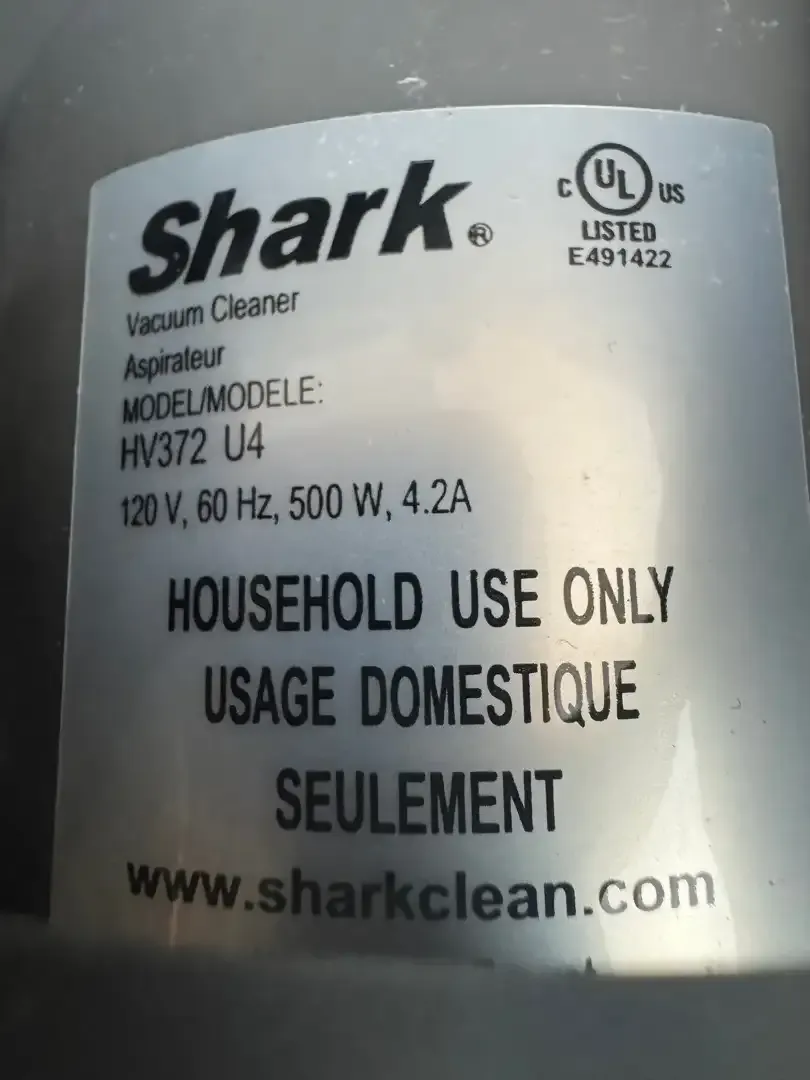 Shark®
C UL US
LISTED
E491422
Vacuum Cleaner
Aspirateur
MODEL/MODELE:
HV372 U4
120 V, 60 Hz, 500 W, 4.2A
HOUSEHOLD USE ONLY
USAGE DOMESTIQUE
SEULEMENT
www.sharkclean.com